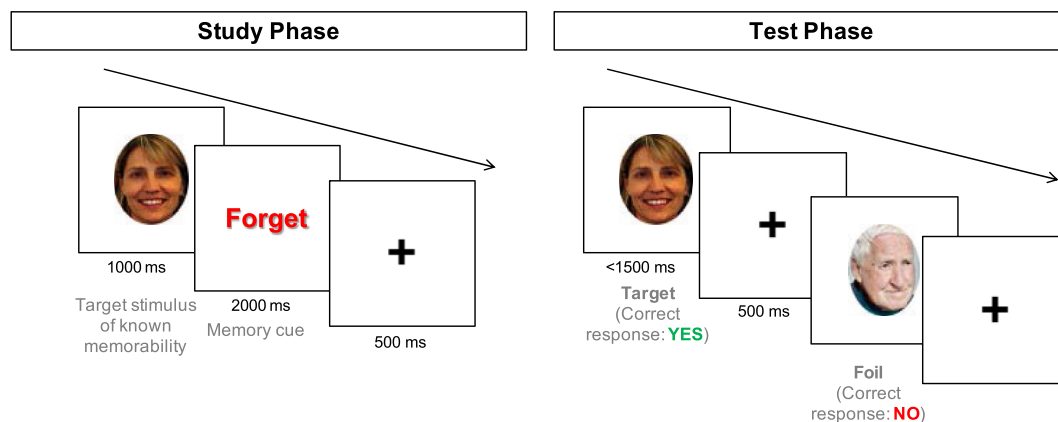 Study Phase
1000 ms
Target stimulus
of known
memorability
Forget
2000 ms
Memory cue
500 ms
Test Phase
<1500 ms
Target
(Correct
response: YES)
500 ms
Foil
(Correct
response: NO)